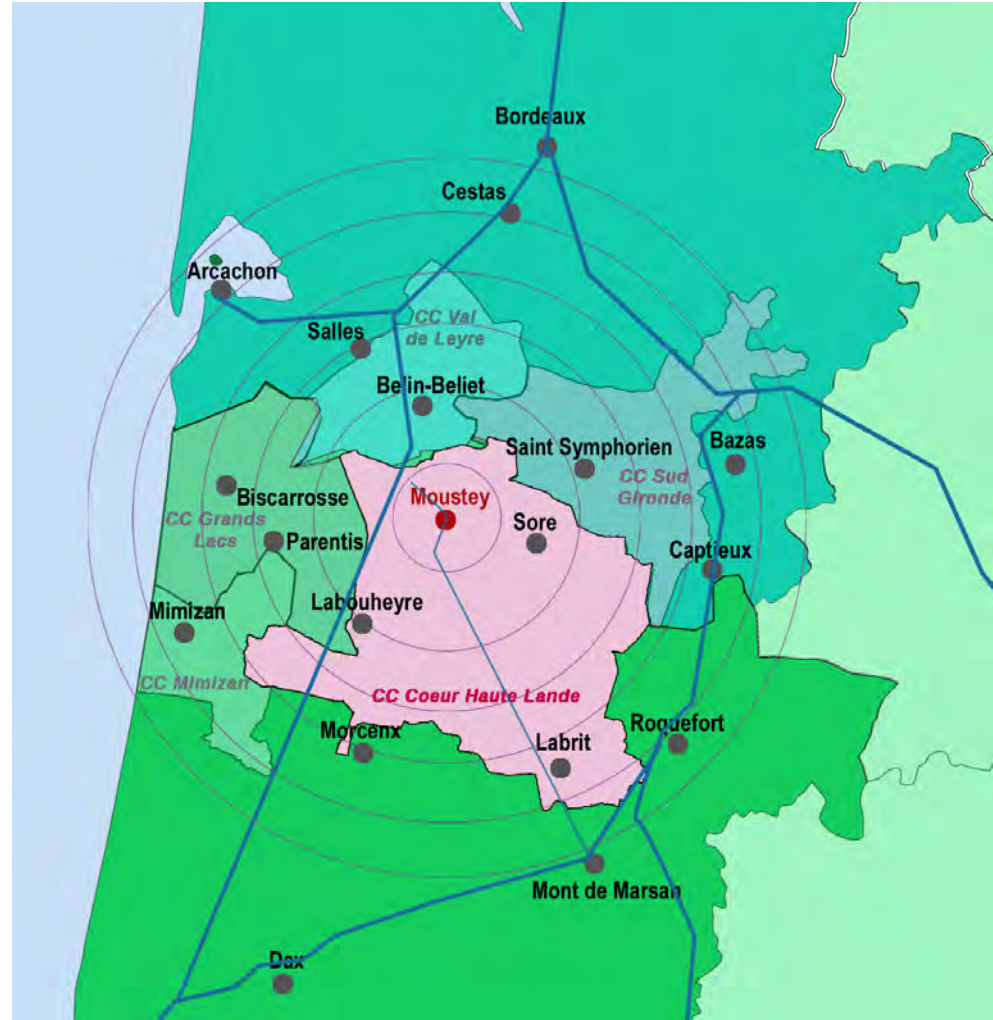 Bordeaux
Cestas
Arcachon
CC Val
de Leyre
Salles
Belin-Beliet
Saint Symphorien
Bazas
CC Sud
Gironde
Biscarrosse
Moustey
CC Grands
Lacs
Sore
Parentis
Captieux
Labouheyre
Mimizan
CC Mimizan
CC Coeur Haute Lande
Morcenx
Roquefort
Labrit
Mont de Marsan
Dax